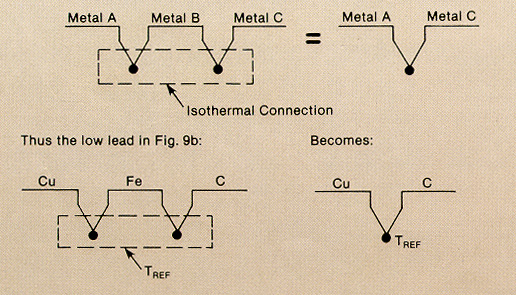 Metal A Metal B Metal C = Metal A Metal C
Isothermal Connection
Thus the low lead in Fig. 9b: Becomes:
Cu Fe C Cu C
TREF
TREF